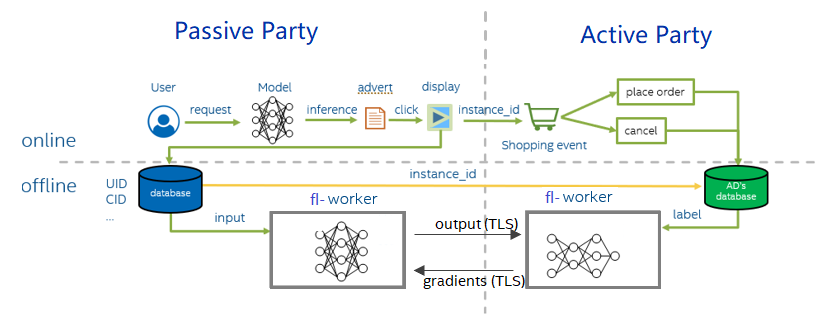 Passive Party
Active Party
User
Model
advert
display
request
inference
click
instance_id
place order
cancel
Shopping event
online
offline
UID
CID
...
database
instance_id
AD's
database
fl-worker
fl-worker
input
label
output (TLS)
gradients (TLS)